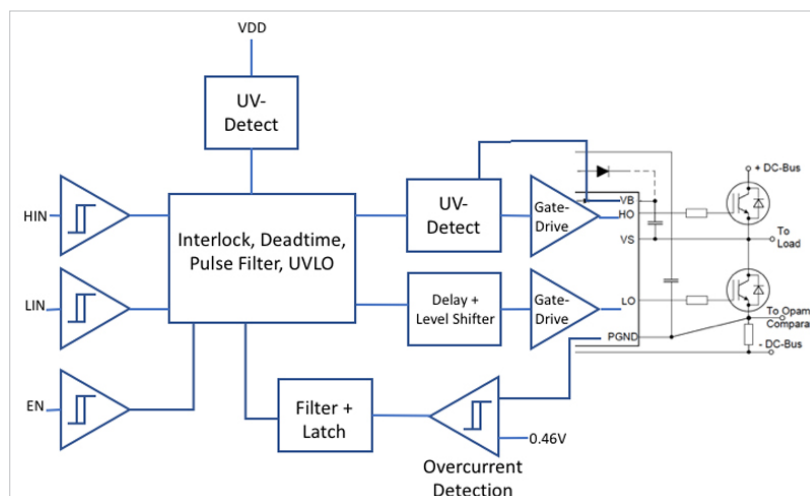 VDD
UV-
Detect
HIN
LIN
EN
Interlock, Deadtime,
Pulse Filter, UVLO
UV-
Detect
Gate-
Drive
Delay +
Level Shifter
Gate-
Drive
Filter +
Latch
0.46V
Overcurrent
Detection
VB
HO
VS
LO
PGND
+ DC-Bus
To
Load
To Opam
Compara
- DC-Bus